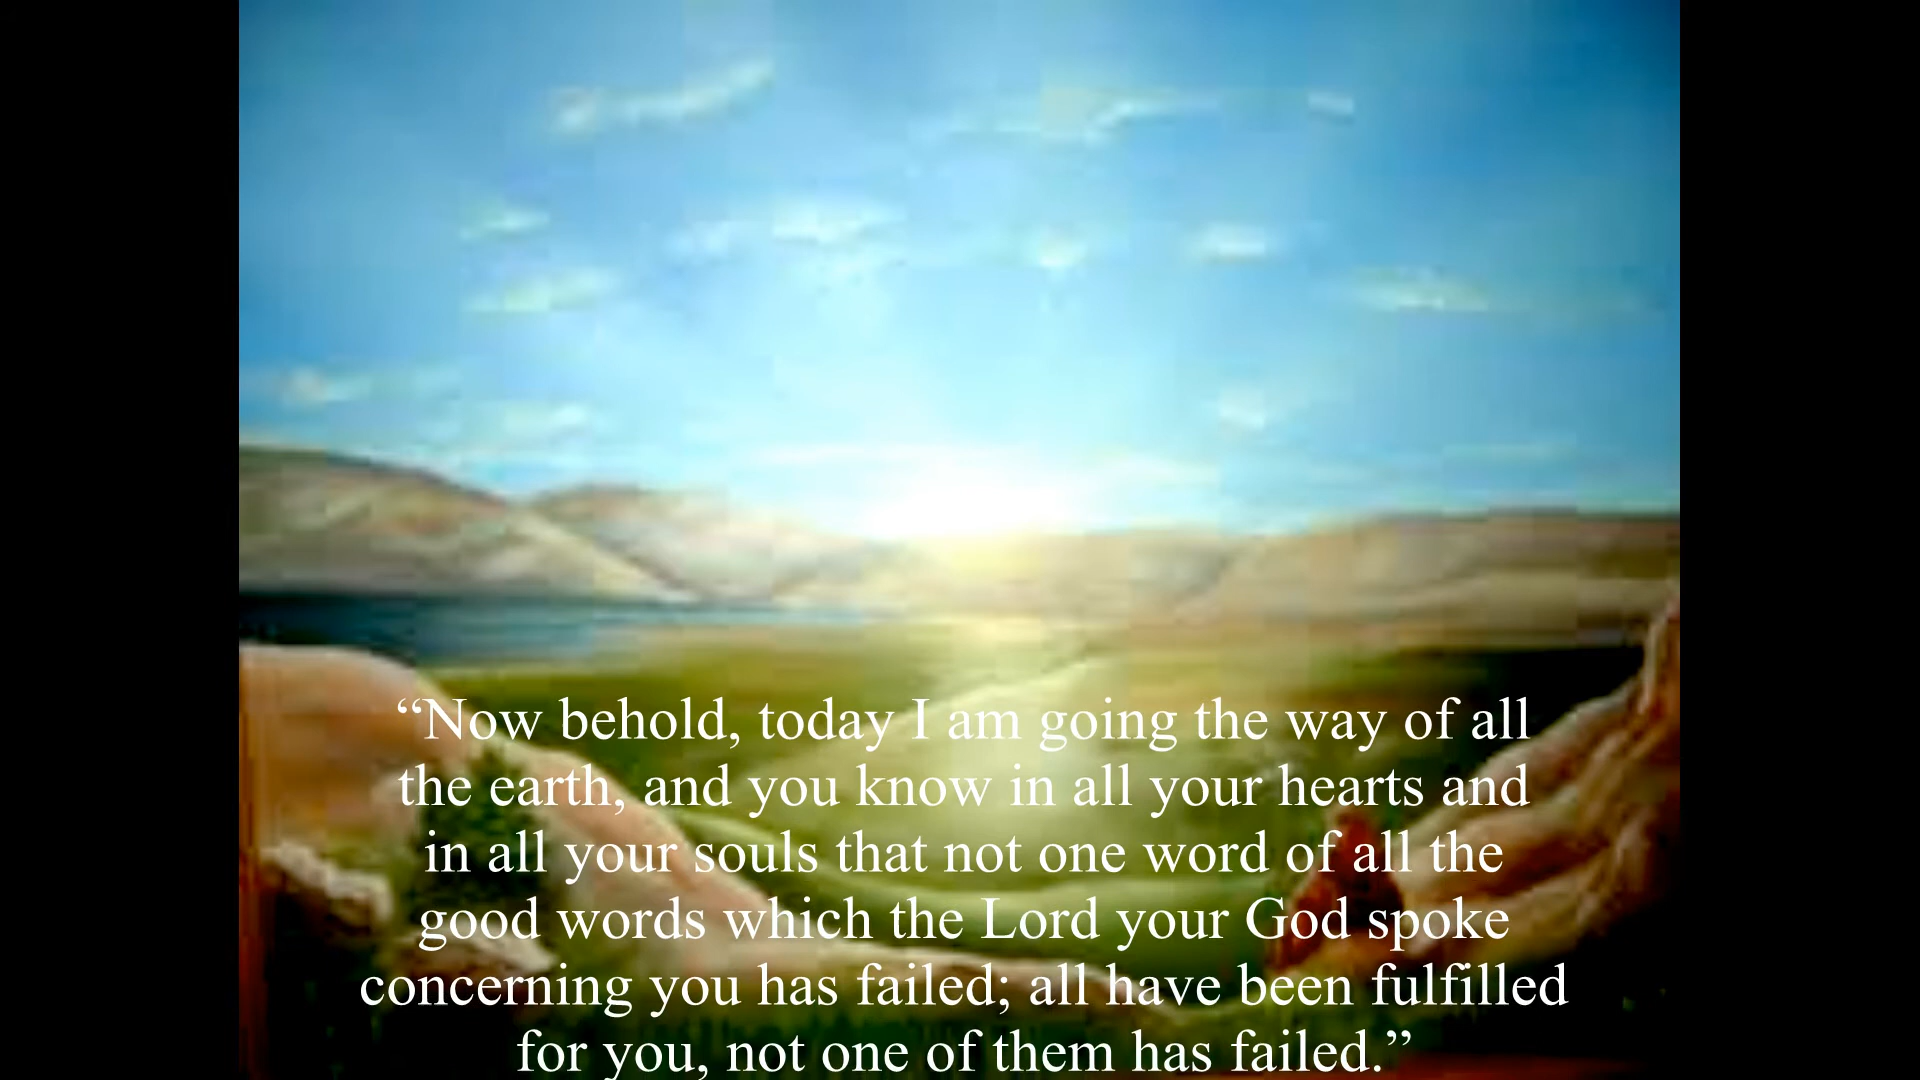 “Now behold, today I am going the way of all
the earth, and you know in all your hearts and
in all your souls that not one word of all the
good words which the Lord your God spoke
concerning you has failed; all have been fulfilled
for you, not one of them has failed.”